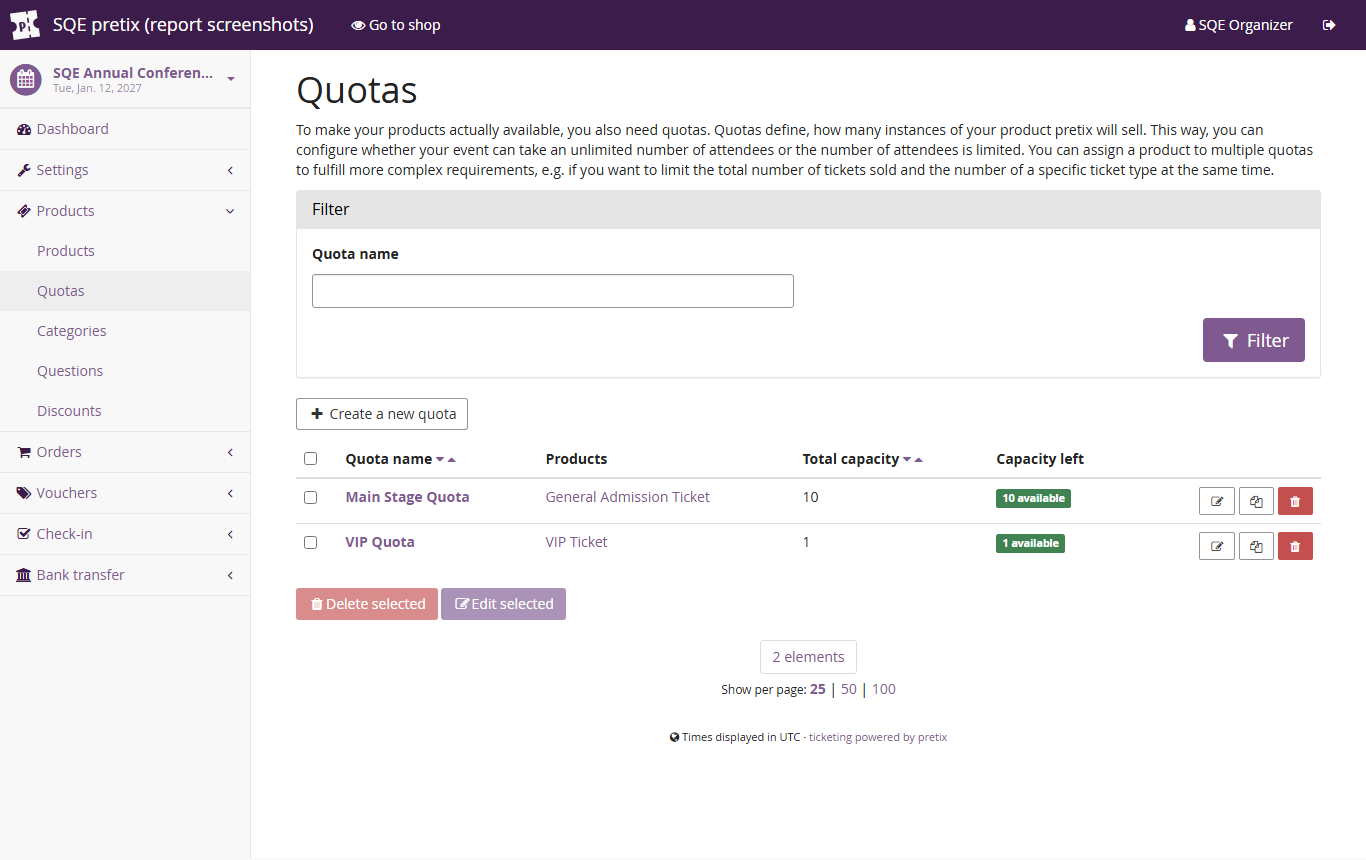 SQE pretix (report screenshots)
Go to shop
SQE Organizer
SQE Annual Conferen...
Tue, Jan. 12, 2027
Dashboard
Settings
Products
Products
Quotas
Categories
Questions
Discounts
Orders
Vouchers
Check-in
Bank transfer
Quotas
To make your products actually available, you also need quotas. Quotas define, how many instances of your product pretix will sell. This way, you can
configure whether your event can take an unlimited number of attendees or the number of attendees is limited. You can assign a product to multiple quotas
to fulfill more complex requirements, e.g. if you want to limit the total number of tickets sold and the number of a specific ticket type at the same time.
Filter
Quota name
Filter
Create a new quota
Quota name Products Total capacity Capacity left
Main Stage Quota General Admission Ticket 10 10 available
VIP Quota VIP Ticket 1 1 available
Delete selected Edit selected
2 elements
Show per page: 25 | 50 | 100
Times displayed in UTC · ticketing powered by pretix